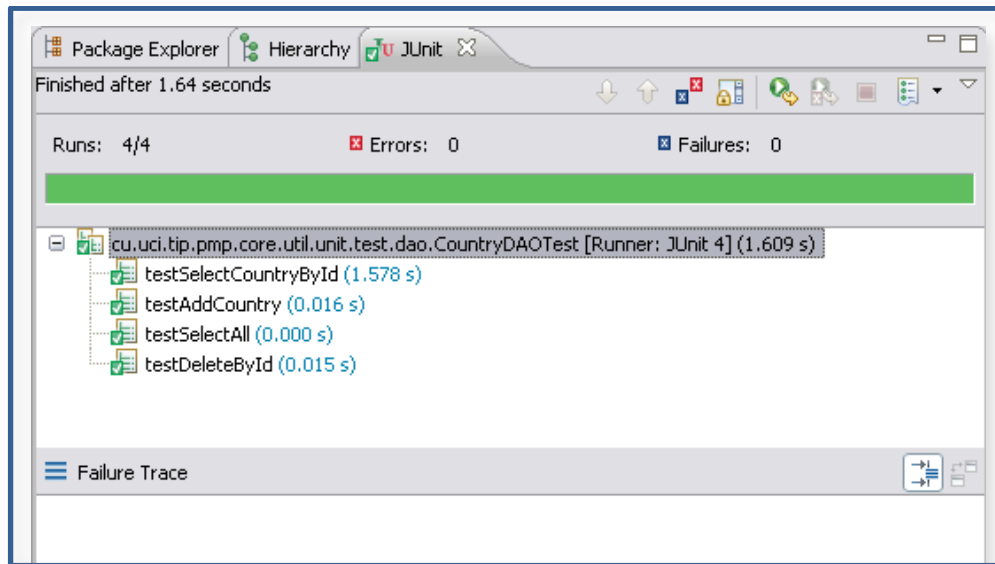 Package Explorer Hierarchy JUnit
Finished after 1.64 seconds
Runs: 4/4 Errors: 0 Failures: 0
cu.uci.tip.pmp.core.util.unit.test.dao.CountryDAOTest [Runner: JUnit 4] (1.609 s)
testSelectCountryById (1.578 s)
testAddCountry (0.016 s)
testSelectAll (0.000 s)
testDeleteById (0.015 s)
Failure Trace